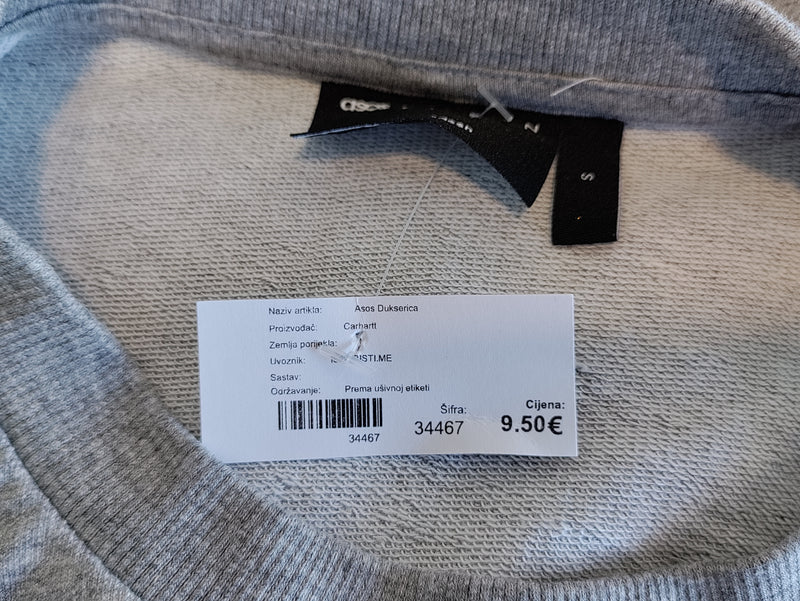 asos
S
Naziv artikla: Asos Dukserica
Proizvođač: Carhartt
Zemlja porijekla:
Uvoznik:
Sastav:
Održavanje: Prema ušivnoj etiketi
34467
Šifra:
34467
Cijena:
9.50€